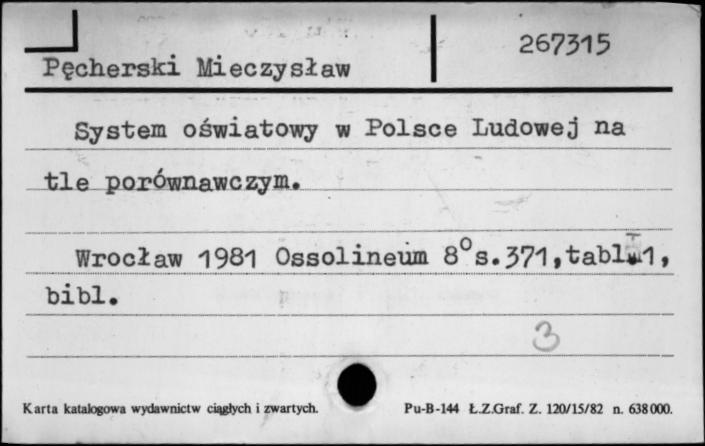 267315
Pęcherski Mieczysław
System oświatowy w Polsce Ludowej na
tle porównawczym.
Wrocław 1981 Ossolineum 8° s.371, tabl. 1,
bibl.
3
Karta katalogowa wydawnictw ciągłych i zwartych. Pu-B-144 Ł.Z.Graf. Z. 120/15/82 n. 638000.